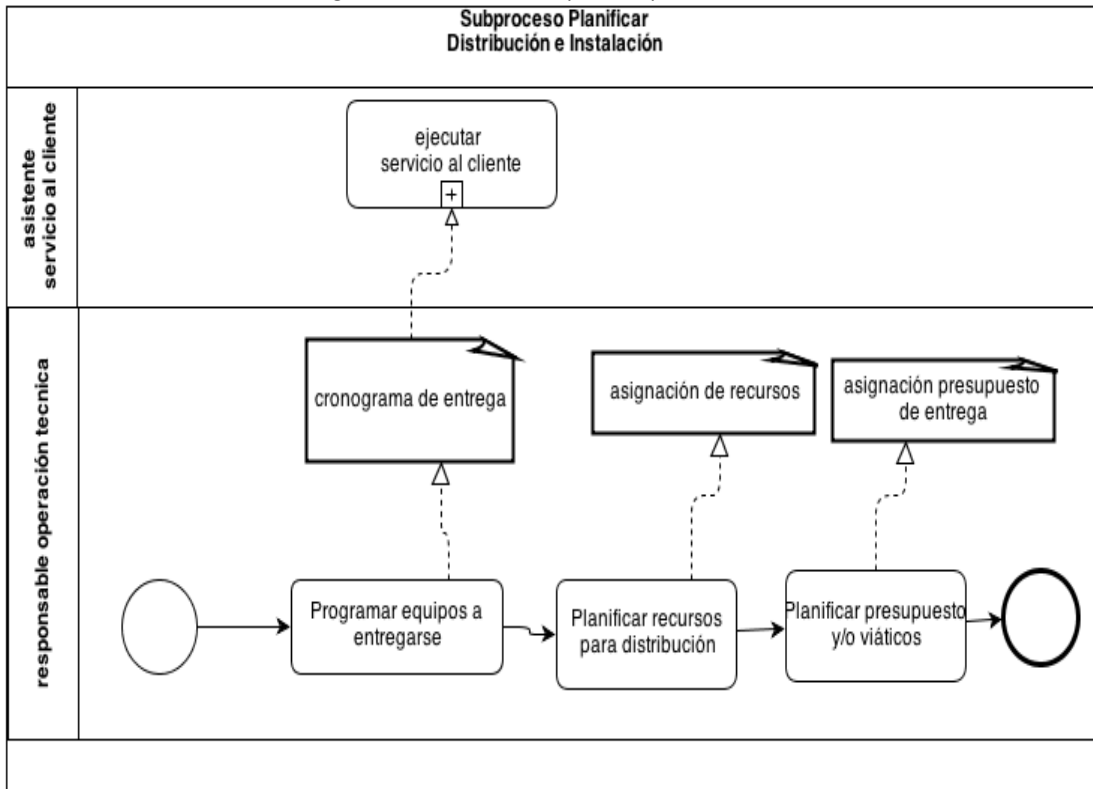 Subproceso Planificar
Distribución e Instalación
asistente
servicio al cliente
ejecutar
servicio al cliente
+
responsable operación tecnica
cronograma de entrega
asignación de recursos
asignación presupuesto
de entrega
Programar equipos a
entregarse
Planificar recursos
para distribución
Planificar presupuesto
y/o viáticos